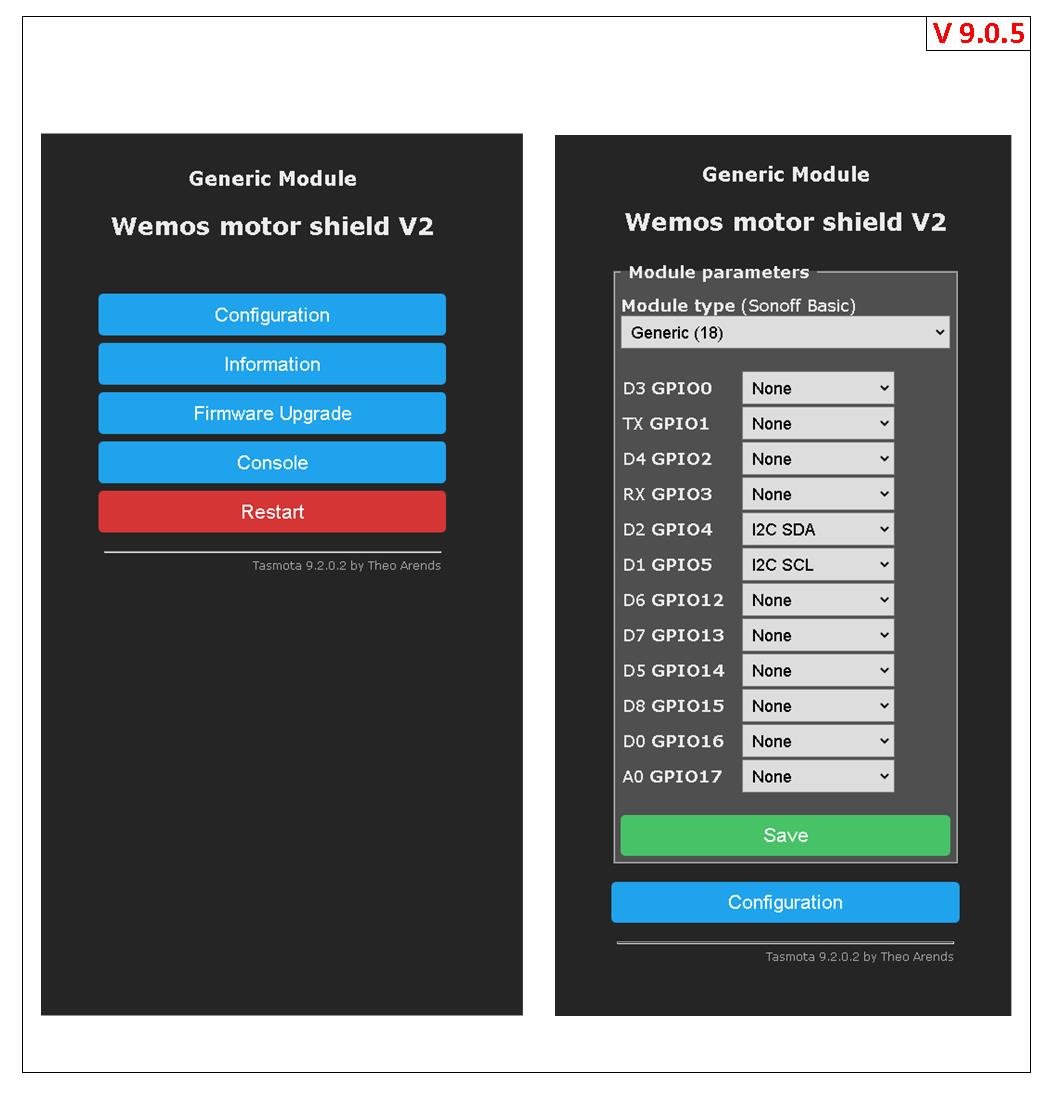 V 9.0.5
Generic Module
Wemos motor shield V2
Configuration
Information
Firmware Upgrade
Console
Restart
Tasmota 9.2.0.2 by Theo Arends
Generic Module
Wemos motor shield V2
Module parameters
Module type (Sonoff Basic)
Generic (18)
D3 GPIO0 None
TX GPIO1 None
D4 GPIO2 None
RX GPIO3 None
D2 GPIO4 I2C SDA
D1 GPIO5 I2C SCL
D6 GPIO12 None
D7 GPIO13 None
D5 GPIO14 None
D8 GPIO15 None
D0 GPIO16 None
A0 GPIO17 None
Save
Configuration
Tasmota 9.2.0.2 by Theo Arends